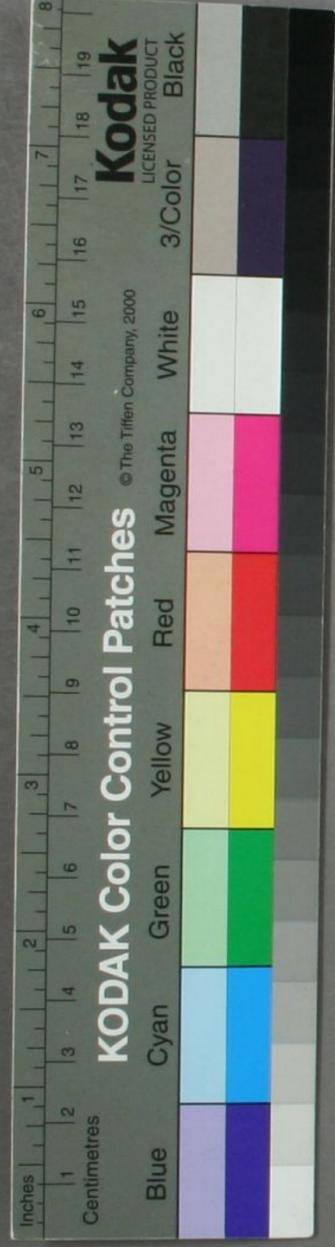 Inches 1 2 3 4 5 6 7 8
Centimetres 1 2 3 4 5 6 7 8 9 10 11 12 13 14 15 16 17 18 19
KODAK Color Control Patches © The Tiffen Company, 2000 Kodak
LICENSED PRODUCT
Blue Cyan Green Yellow Red Magenta White 3/Color Black